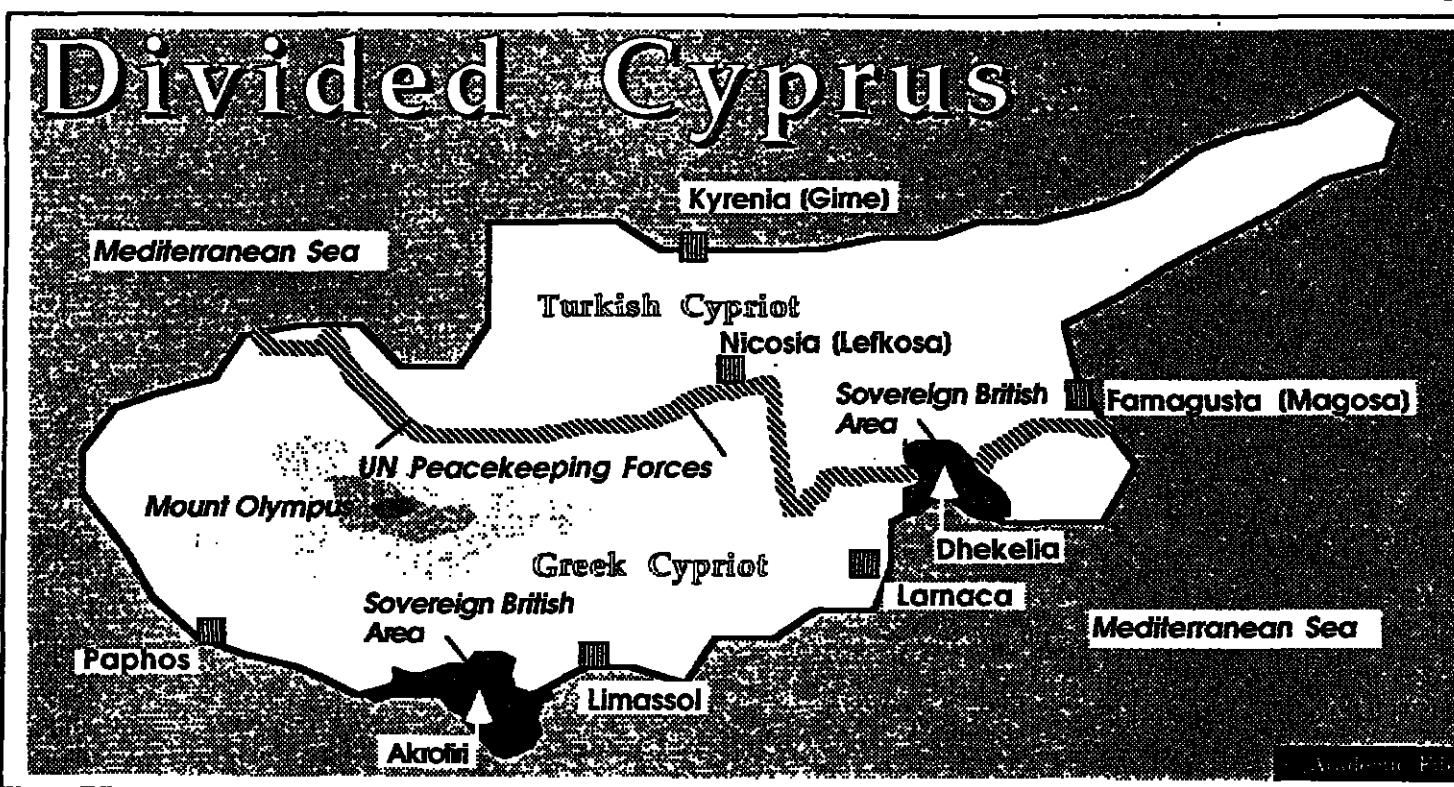 Divided Cyprus
Kyrenia (Girne)
Mediterranean Sea
Turkish Cypriot
Nicosia (Lefkosa)
Sovereign British
Area
Famagusta (Magosa)
UN Peacekeeping Forces
Mount Olympus
Dhekelia
Greek Cypriot
Larnaca
Sovereign British
Area
Mediterranean Sea
Paphos
Limassol
Akrotiri
Academic